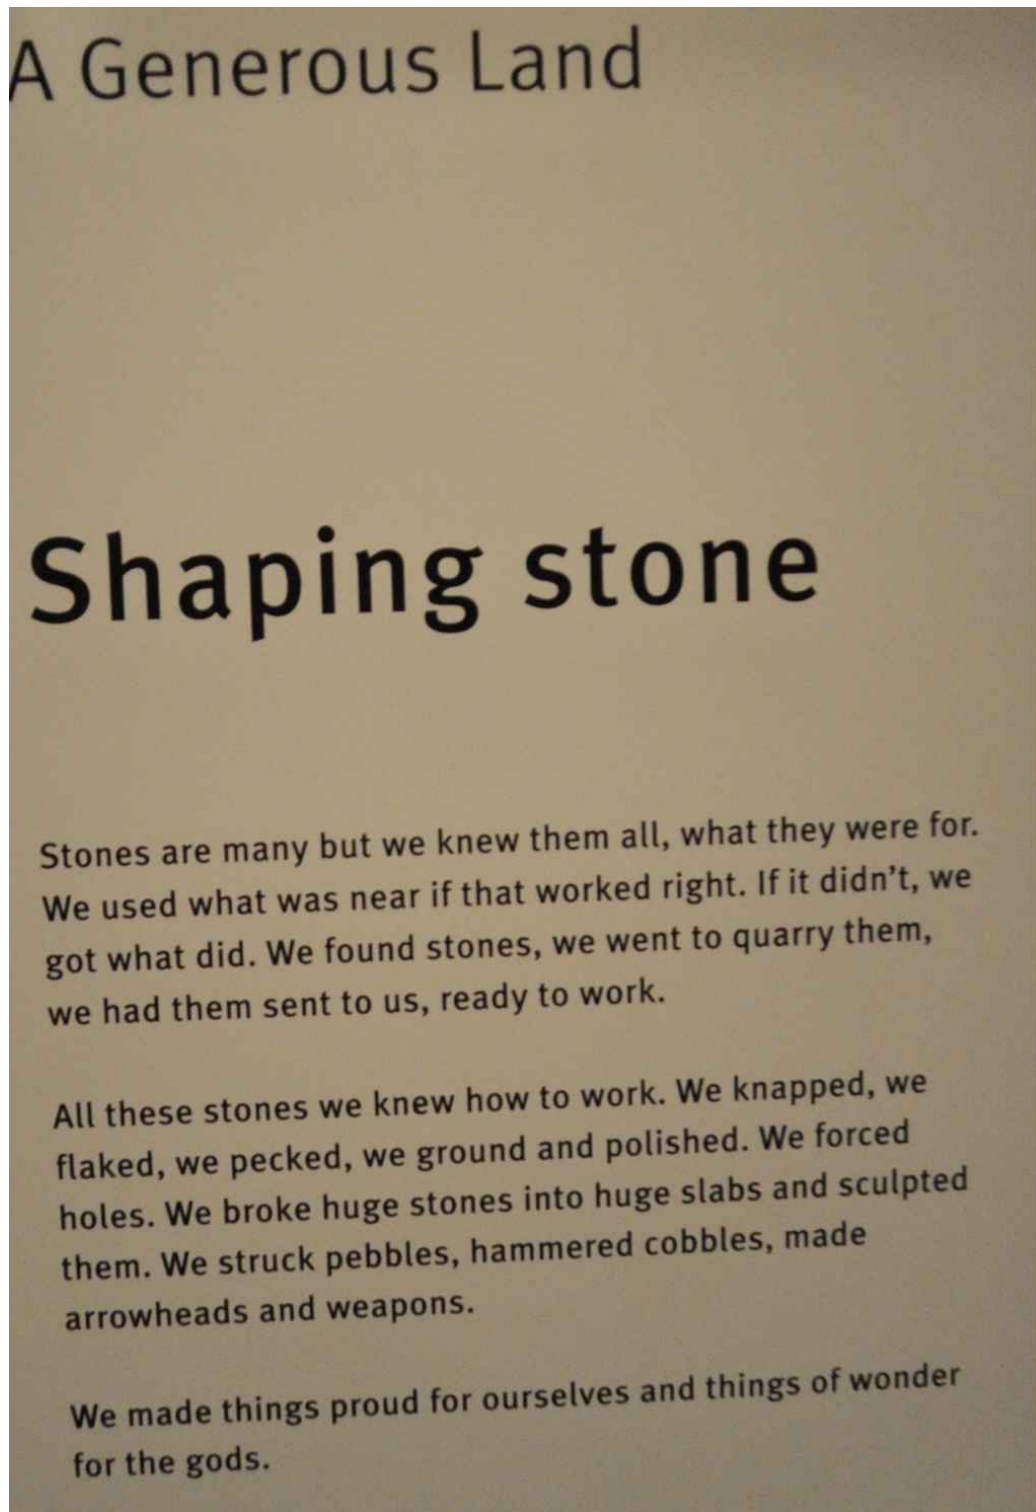 A Generous Land
Shaping stone
Stones are many but we knew them all, what they were for.
We used what was near if that worked right. If it didn't, we
got what did. We found stones, we went to quarry them,
we had them sent to us, ready to work.
All these stones we knew how to work. We knapped, we
flaked, we pecked, we ground and polished. We forced
holes. We broke huge stones into huge slabs and sculpted
them. We struck pebbles, hammered cobbles, made
arrowheads and weapons.
We made things proud for ourselves and things of wonder
for the gods.